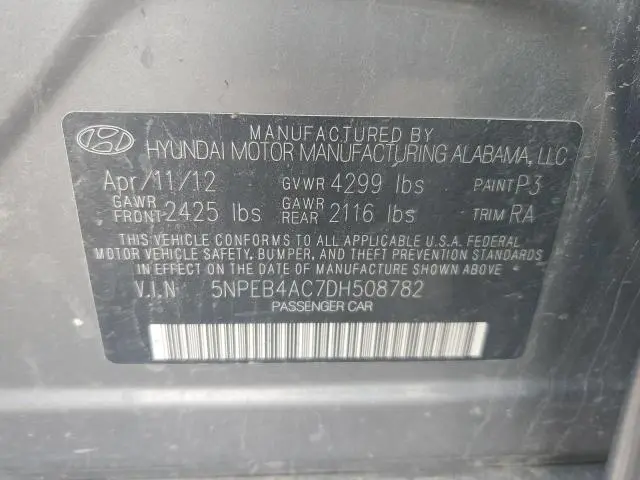 MANUFACTURED BY
HYUNDAI MOTOR MANUFACTURING ALABAMA, LLC
Apr/11/12 GVWR 4299 lbs PAINT P3
GAWR FRONT 2425 lbs GAWR REAR 2116 lbs TRIM RA
THIS VEHICLE CONFORMS TO ALL APPLICABLE U.S.A. FEDERAL
MOTOR VEHICLE SAFETY, BUMPER, AND THEFT PREVENTION STANDARDS
IN EFFECT ON THE DATE OF MANUFACTURE SHOWN ABOVE
V.I.N 5NPEB4AC7DH508782
PASSENGER CAR